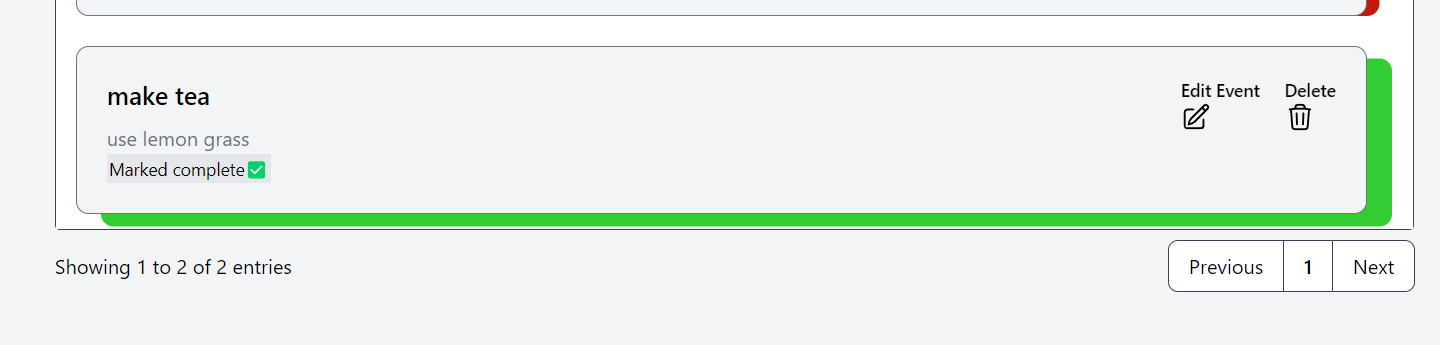 make tea
Edit Event Delete
use lemon grass
Marked complete
Showing 1 to 2 of 2 entries
Previous 1 Next